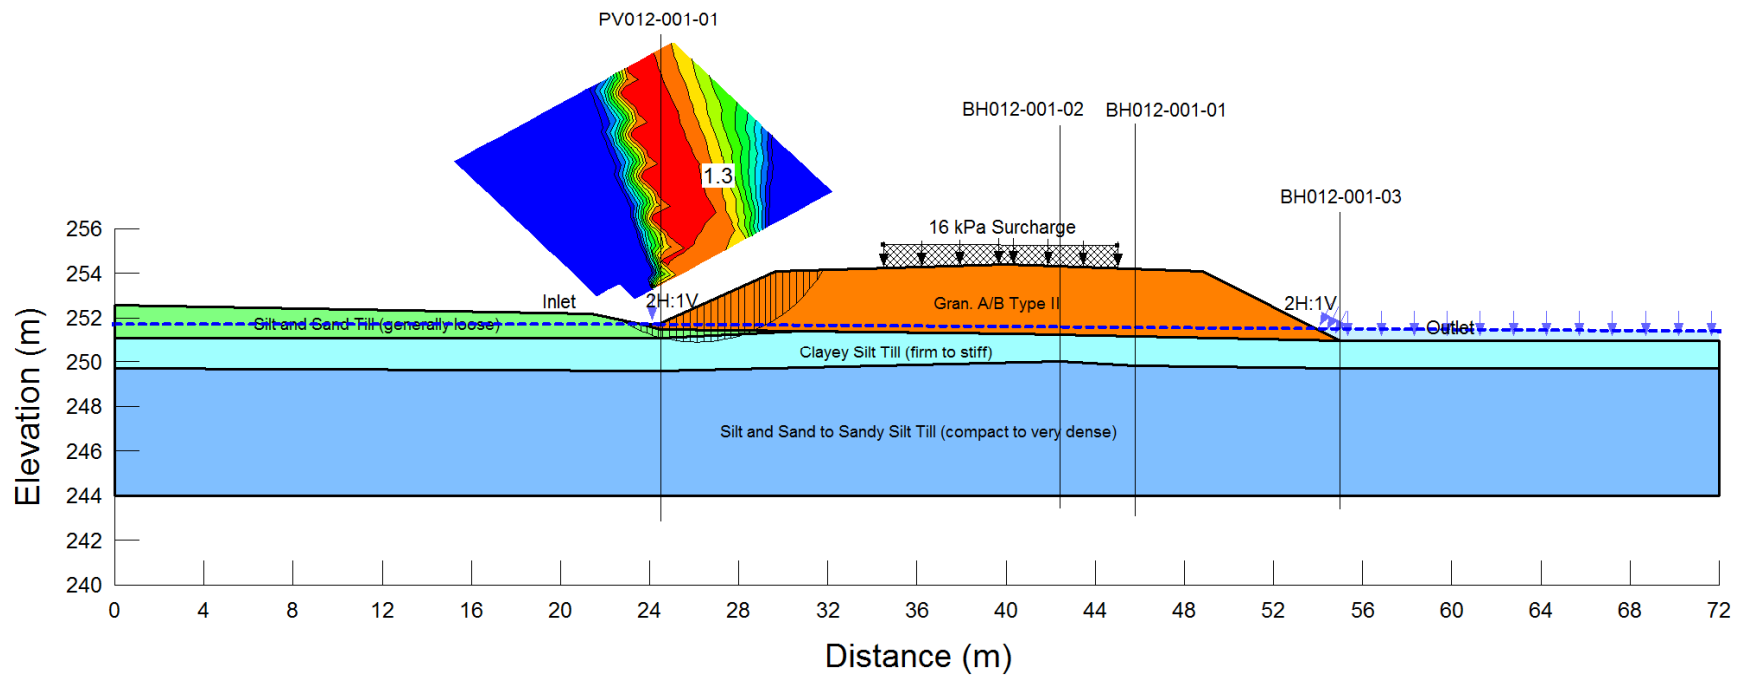 PV012-001-01
BH012-001-02
BH012-001-01
1.3
BH012-001-03
16 kPa Surcharge
Inlet
2H:1V
Gran. A/B Type II
2H:1V
Silt and Sand Till (generally loose)
Outlet
Clayey Silt Till (firm to stiff)
Silt and Sand to Sandy Silt Till (compact to very dense)
Elevation (m)
256
254
252
250
248
246
244
242
240
0 4 8 12 16 20 24 28 32 36 40 44 48 52 56 60 64 68 72
Distance (m)